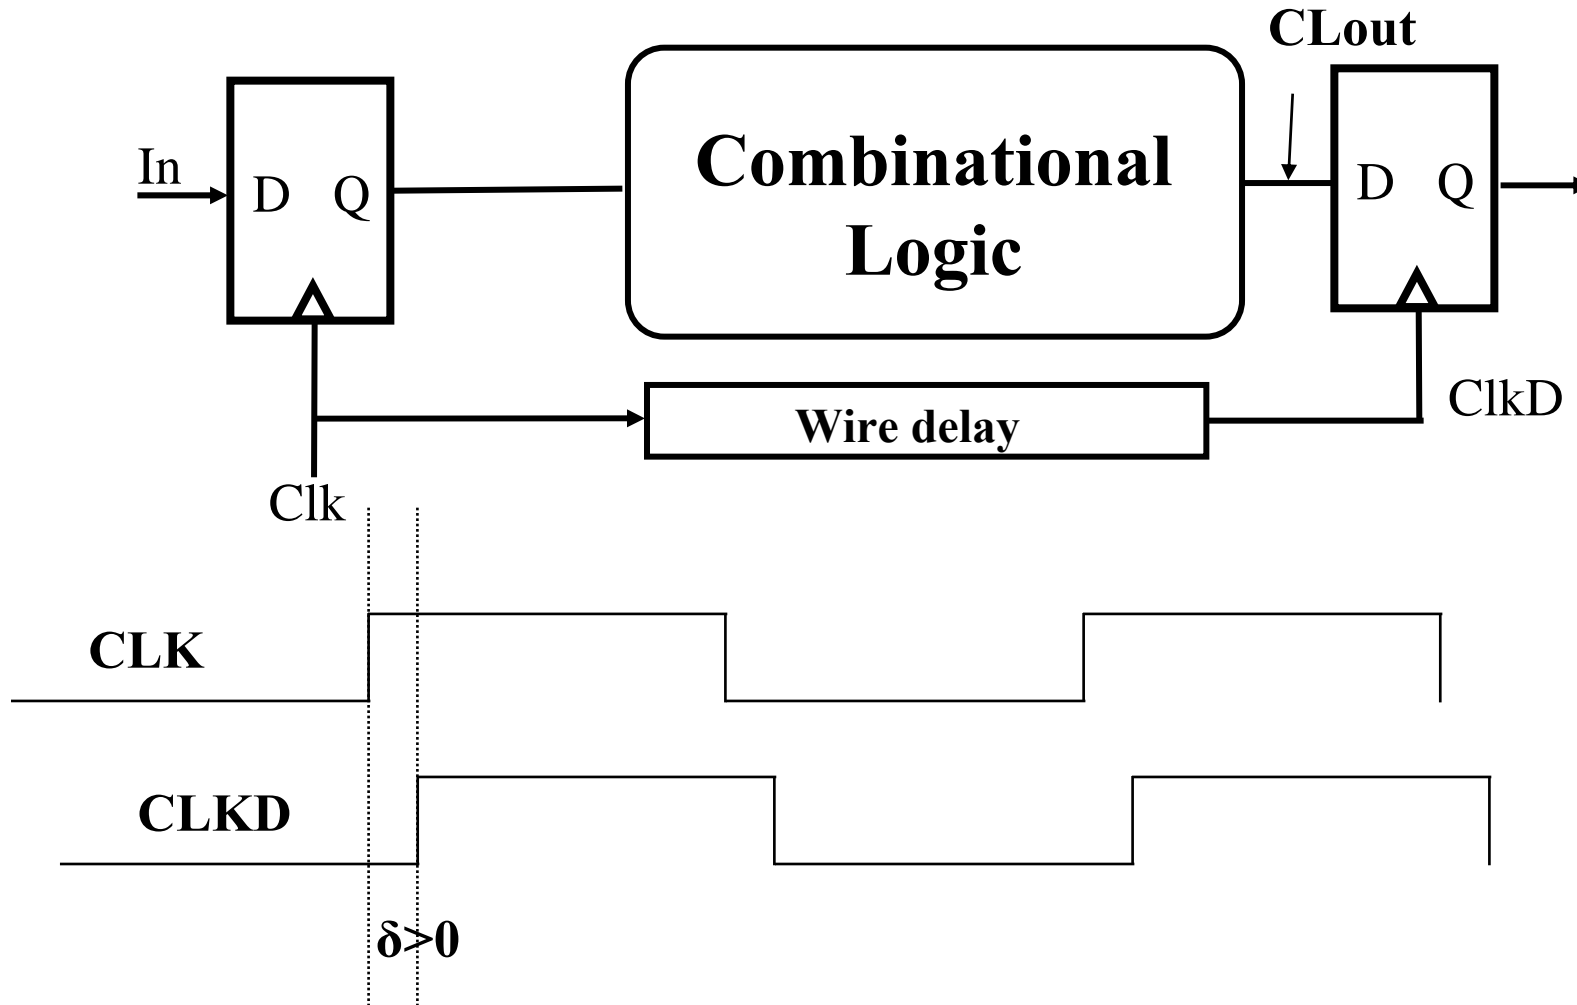 CLout
In
D Q
Combinational
Logic
D Q
Wire delay
ClkD
Clk
CLK
CLKD
δ>0